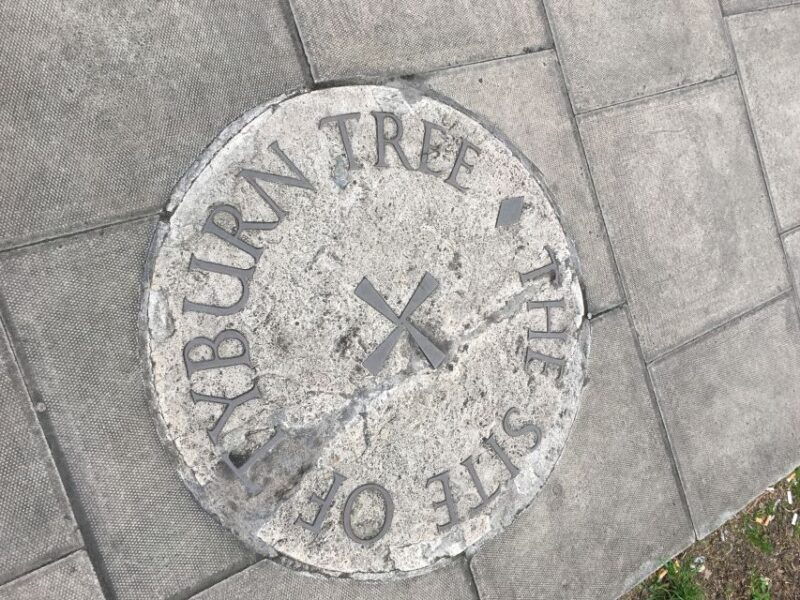 THE SITE OF TYBURN TREE